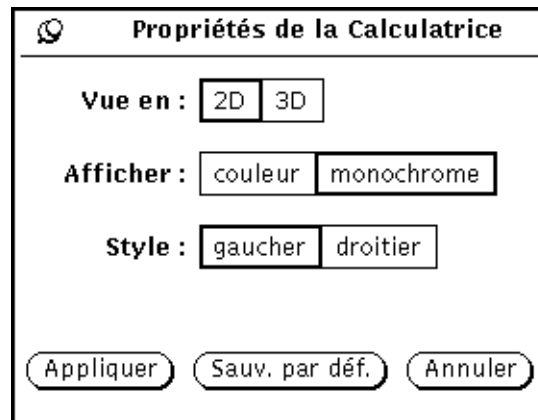 Propriétés de la Calculatrice
Vue en : 2D 3D
Afficher : couleur monochrome
Style : gaucher droitier
Appliquer Sauv. par déf. Annuler